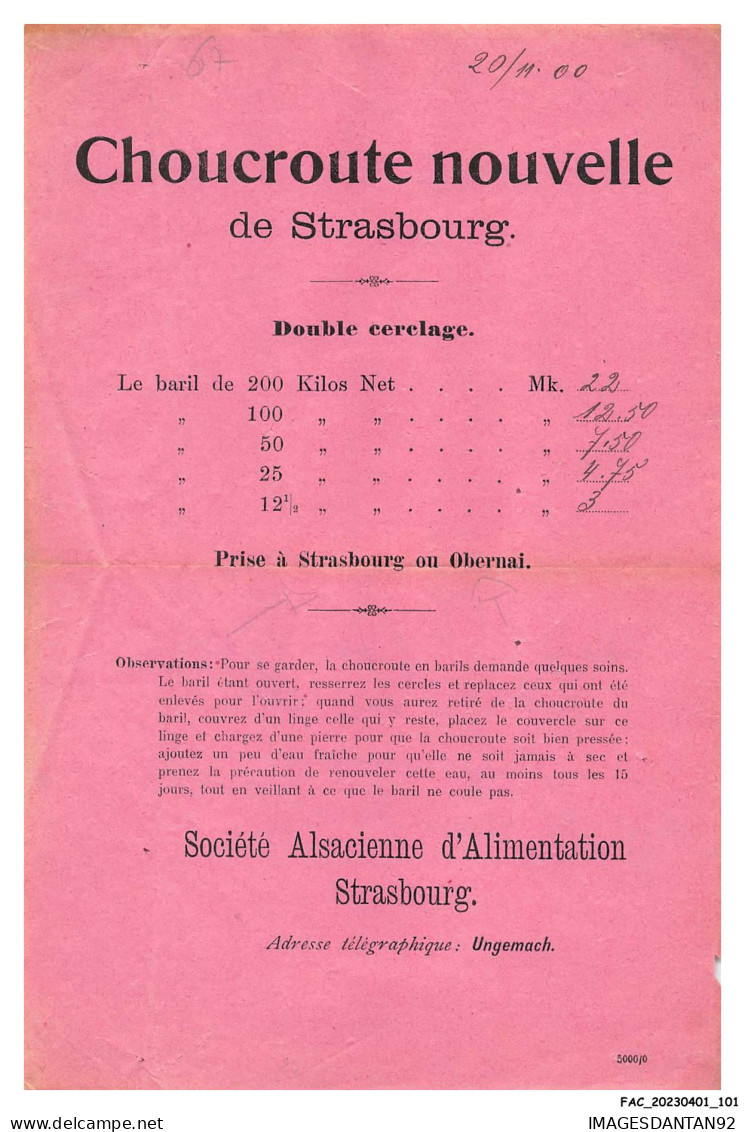 67
20/11.00
Choucroute nouvelle
de Strasbourg.
Double cerclage.
Le baril de 200 Kilos Net . . . . Mk. 22
„ 100 „ „ . . . . „ 12.50
„ 50 „ „ . . . . „ 7.50
„ 25 „ „ . . . . „ 4.75
„ 12 1/2 „ „ . . . . „ 3
Prise à Strasbourg ou Obernai.
Observations: Pour se garder, la choucroute en barils demande quelques soins.
Le baril étant ouvert, resserrez les cercles et replacez ceux qui ont été
enlevés pour l'ouvrir; quand vous aurez retiré de la choucroute du
baril, couvrez d'un linge celle qui y reste, placez le couvercle sur ce
linge et chargez d'une pierre pour que la choucroute soit bien pressée;
ajoutez un peu d'eau fraîche pour qu'elle ne soit jamais à sec et
prenez la précaution de renouveler cette eau, au moins tous les 15
jours, tout en veillant à ce que le baril ne coule pas.
Société Alsacienne d'Alimentation
Strasbourg.
Adresse télégraphique: Ungemach.
5000/0
FAC_20230401_101
IMAGESDANTAN92